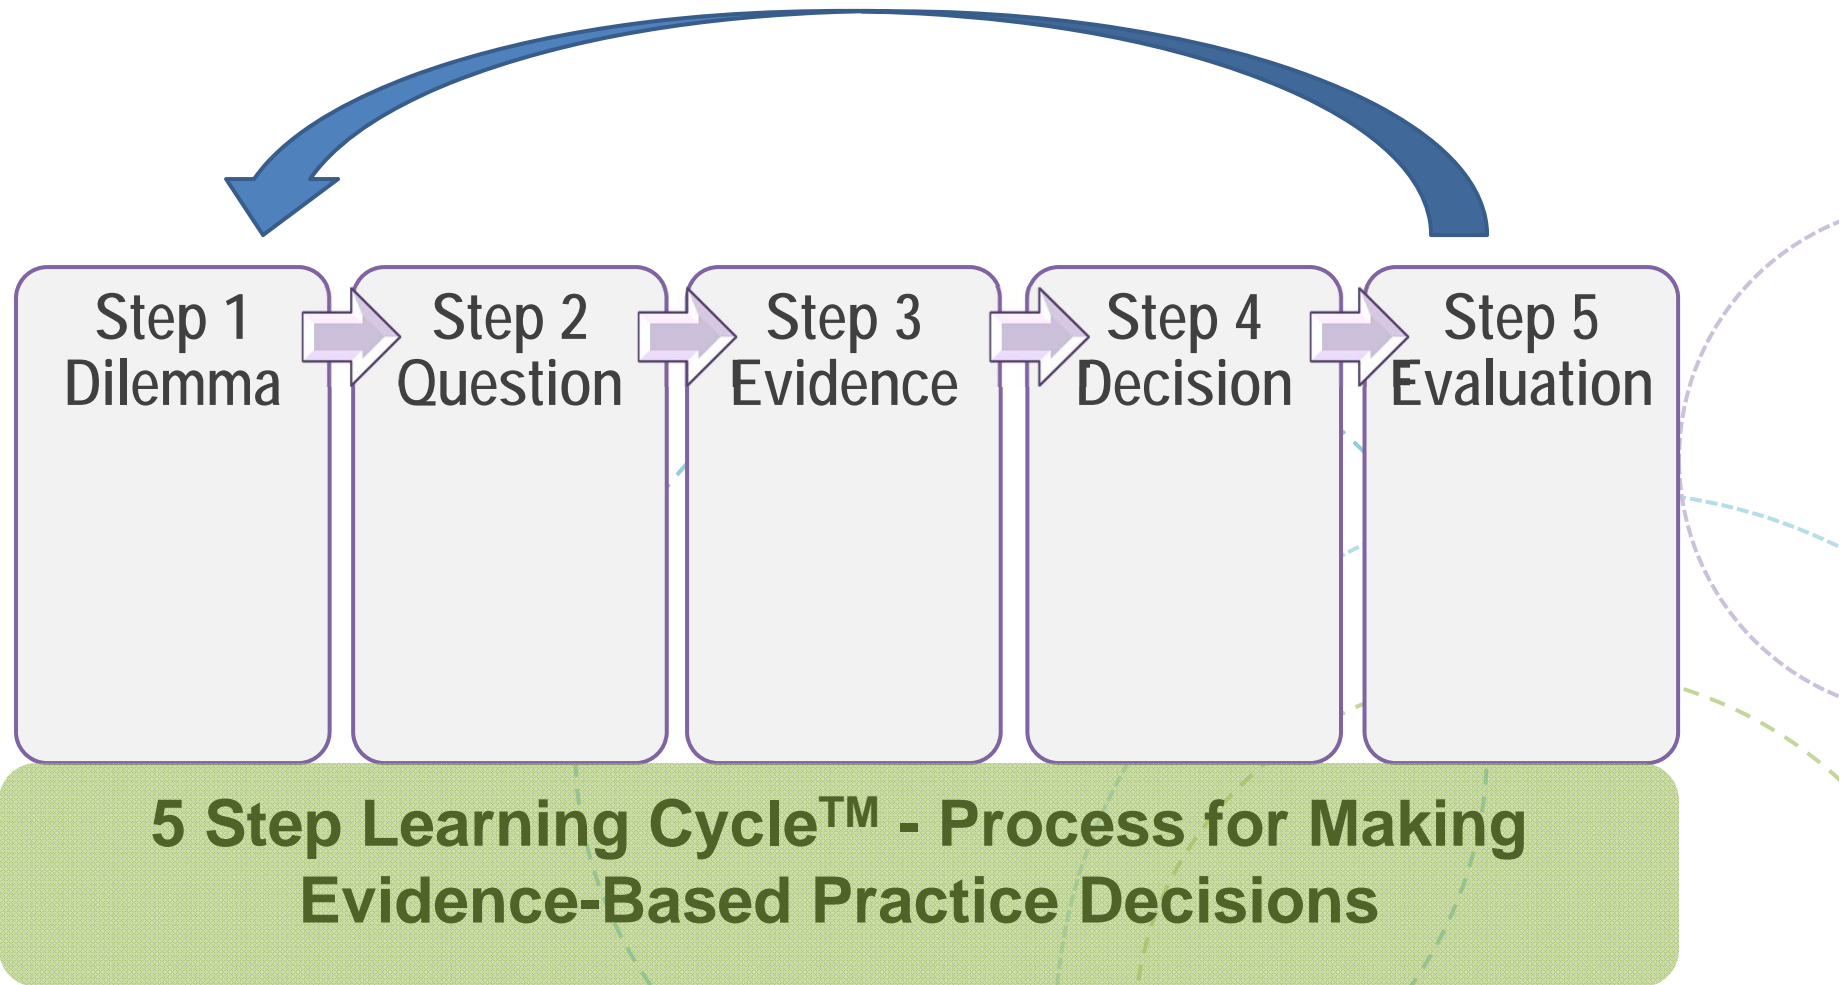 Step 1
Dilemma
Step 2
Question
Step 3
Evidence
Step 4
Decision
Step 5
Evaluation
5 Step Learning Cycle™ - Process for Making
Evidence-Based Practice Decisions